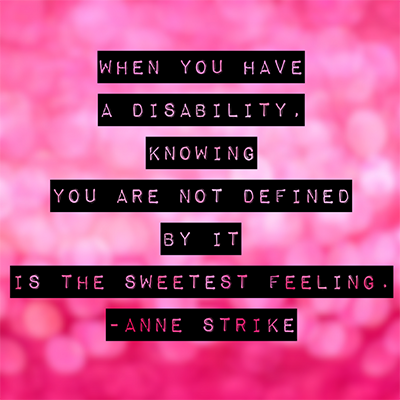 WHEN YOU HAVE
A DISABILITY,
KNOWING
YOU ARE NOT DEFINED
BY IT
IS THE SWEETEST FEELING.
-ANNE STRIKE